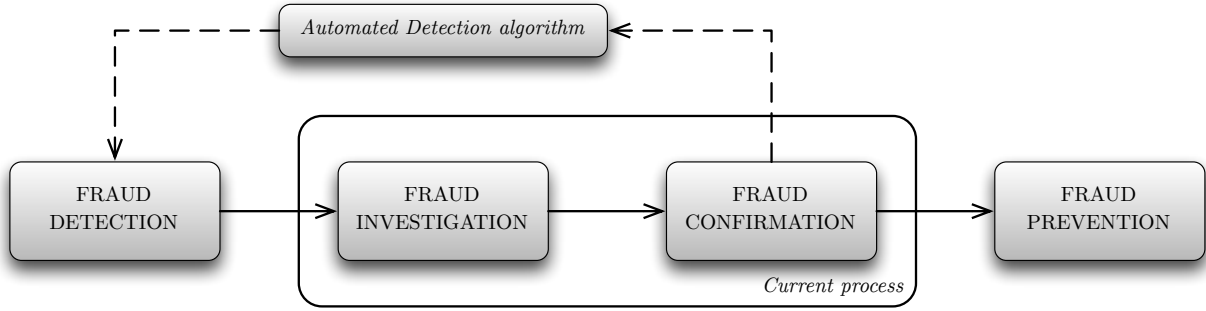 Automated Detection algorithm
FRAUD
DETECTION
FRAUD
INVESTIGATION
FRAUD
CONFIRMATION
FRAUD
PREVENTION
Current process